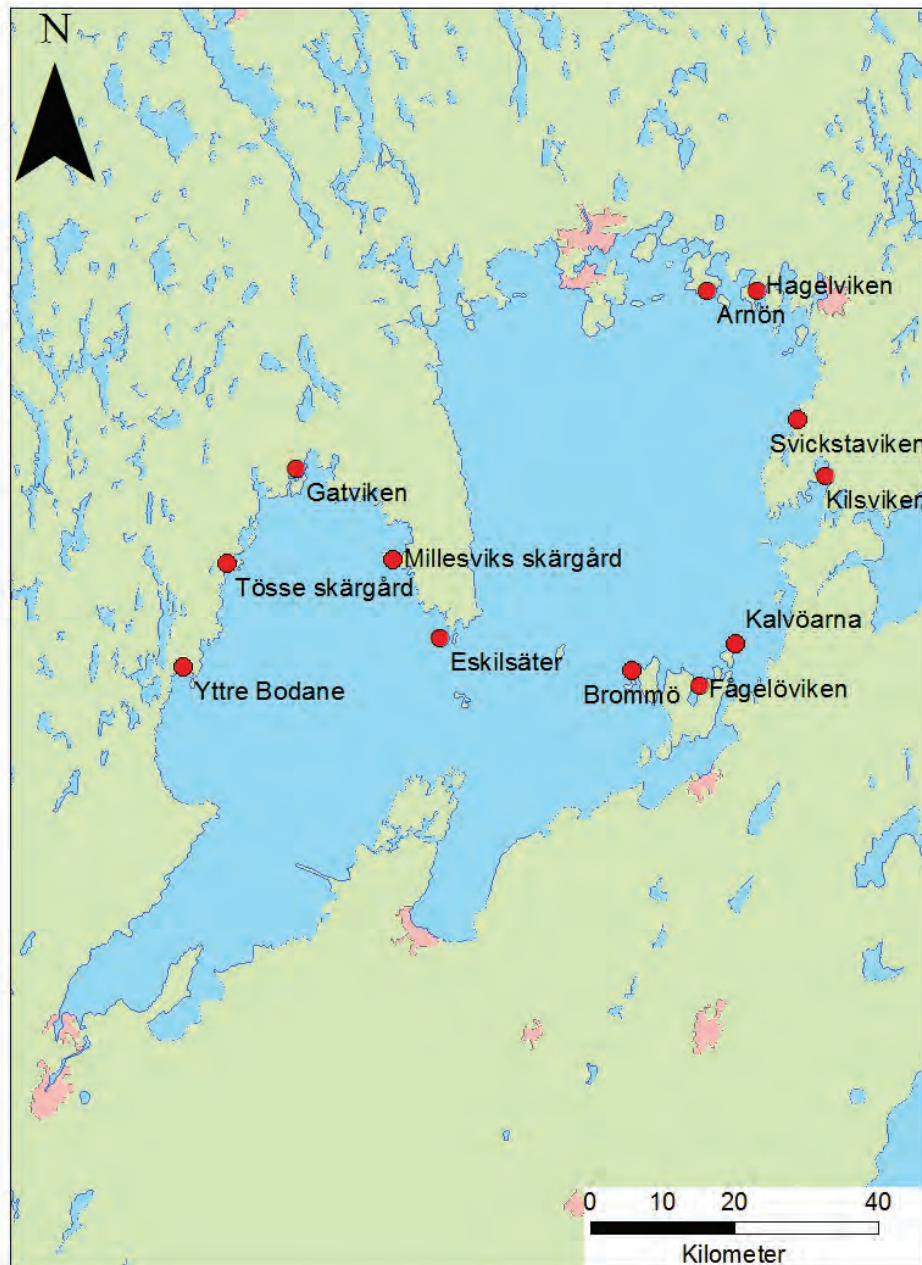 N
Hagelviken
Arnön
Svickstaviken
Gatviken
Kilsviken
Millesviks skärgård
Tösse skärgård
Kalvöarna
Eskilsäter
Yttre Bodane
Brommö
Fågelöviken
0 10 20 40
Kilometer